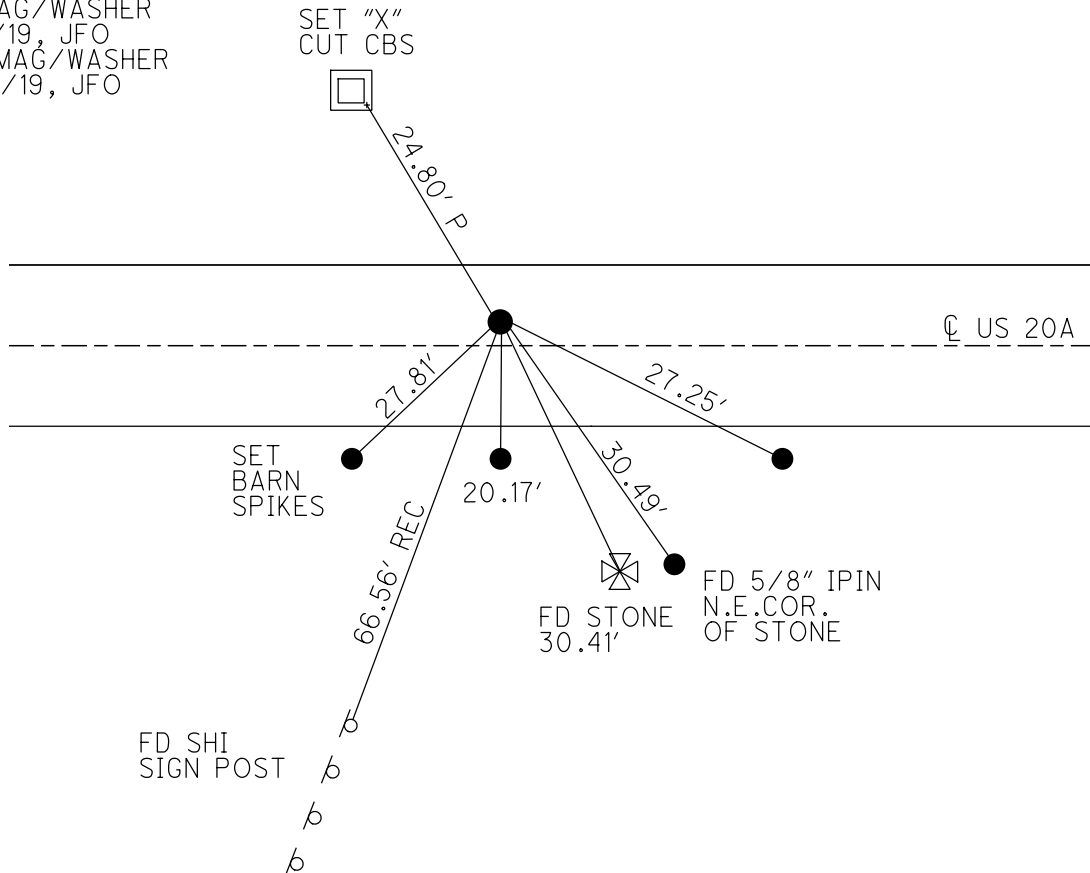 MAG/WASHER
/19, JFO
MAG/WASHER
/19, JFO
SET "X"
CUT CBS
24.80' P
℄ US 20A
27.81'
27.25'
SET
BARN
SPIKES
20.17'
30.49'
66.56' REC
FD 5/8" IPIN
N.E.COR.
OF STONE
FD STONE
30.41'
FD SHI
SIGN POST